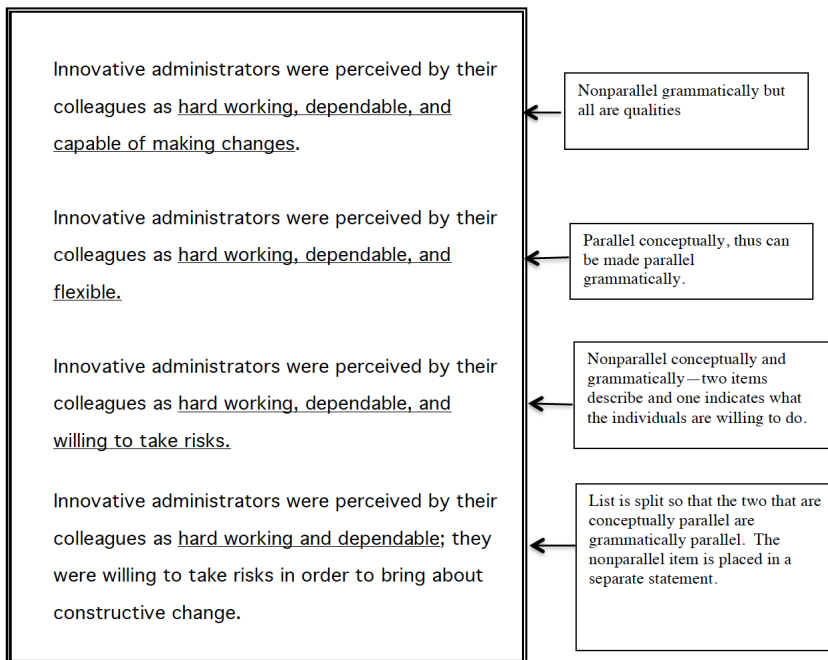 Innovative administrators were perceived by their
colleagues as hard working, dependable, and
capable of making changes.
Nonparallel grammatically but
all are qualities
Innovative administrators were perceived by their
colleagues as hard working, dependable, and
flexible.
Parallel conceptually, thus can
be made parallel
grammatically.
Innovative administrators were perceived by their
colleagues as hard working, dependable, and
willing to take risks.
Nonparallel conceptually and
grammatically—two items
describe and one indicates what
the individuals are willing to do.
Innovative administrators were perceived by their
colleagues as hard working and dependable; they
were willing to take risks in order to bring about
constructive change.
List is split so that the two that are
conceptually parallel are
grammatically parallel. The
nonparallel item is placed in a
separate statement.